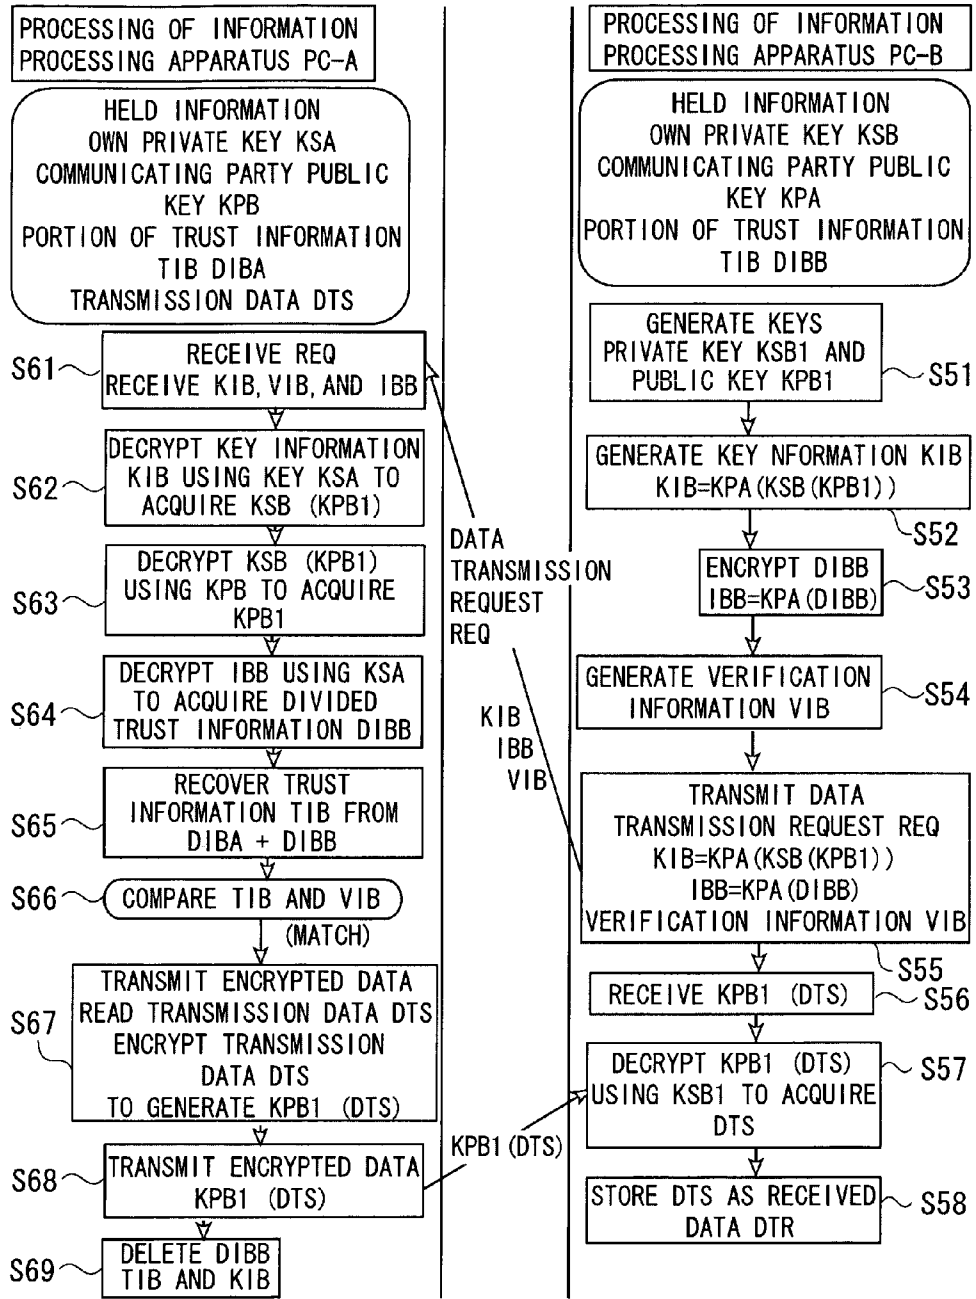 PROCESSING OF INFORMATION
PROCESSING APPARATUS PC-A
HELD INFORMATION
OWN PRIVATE KEY KSA
COMMUNICATING PARTY PUBLIC
KEY KPB
PORTION OF TRUST INFORMATION
TIB DIBA
TRANSMISSION DATA DTS
S61
RECEIVE REQ
RECEIVE KIB, VIB, AND IBB
S62
DECRYPT KEY INFORMATION
KIB USING KEY KSA TO
ACQUIRE KSB (KPB1)
S63
DECRYPT KSB (KPB1)
USING KPB TO ACQUIRE
KPB1
S64
DECRYPT IBB USING KSA
TO ACQUIRE DIVIDED
TRUST INFORMATION DIBB
S65
RECOVER TRUST
INFORMATION TIB FROM
DIBA + DIBB
S66
COMPARE TIB AND VIB
(MATCH)
S67
TRANSMIT ENCRYPTED DATA
READ TRANSMISSION DATA DTS
ENCRYPT TRANSMISSION
DATA DTS
TO GENERATE KPB1 (DTS)
S68
TRANSMIT ENCRYPTED DATA
KPB1 (DTS)
S69
DELETE DIBB
TIB AND KIB
DATA
TRANSMISSION
REQUEST
REQ
KIB
IBB
VIB
KPB1 (DTS)
PROCESSING OF INFORMATION
PROCESSING APPARATUS PC-B
HELD INFORMATION
OWN PRIVATE KEY KSB
COMMUNICATING PARTY PUBLIC
KEY KPA
PORTION OF TRUST INFORMATION
TIB DIBB
GENERATE KEYS
PRIVATE KEY KSB1 AND
PUBLIC KEY KPB1
S51
GENERATE KEY NFORMATION KIB
KIB=KPA(KSB(KPB1))
S52
ENCRYPT DIBB
IBB=KPA(DIBB)
S53
GENERATE VERIFICATION
INFORMATION VIB
S54
TRANSMIT DATA
TRANSMISSION REQUEST REQ
KIB=KPA(KSB(KPB1))
IBB=KPA(DIBB)
VERIFICATION INFORMATION VIB
S55
RECEIVE KPB1 (DTS)
S56
DECRYPT KPB1 (DTS)
USING KSB1 TO ACQUIRE
DTS
S57
STORE DTS AS RECEIVED
DATA DTR
S58